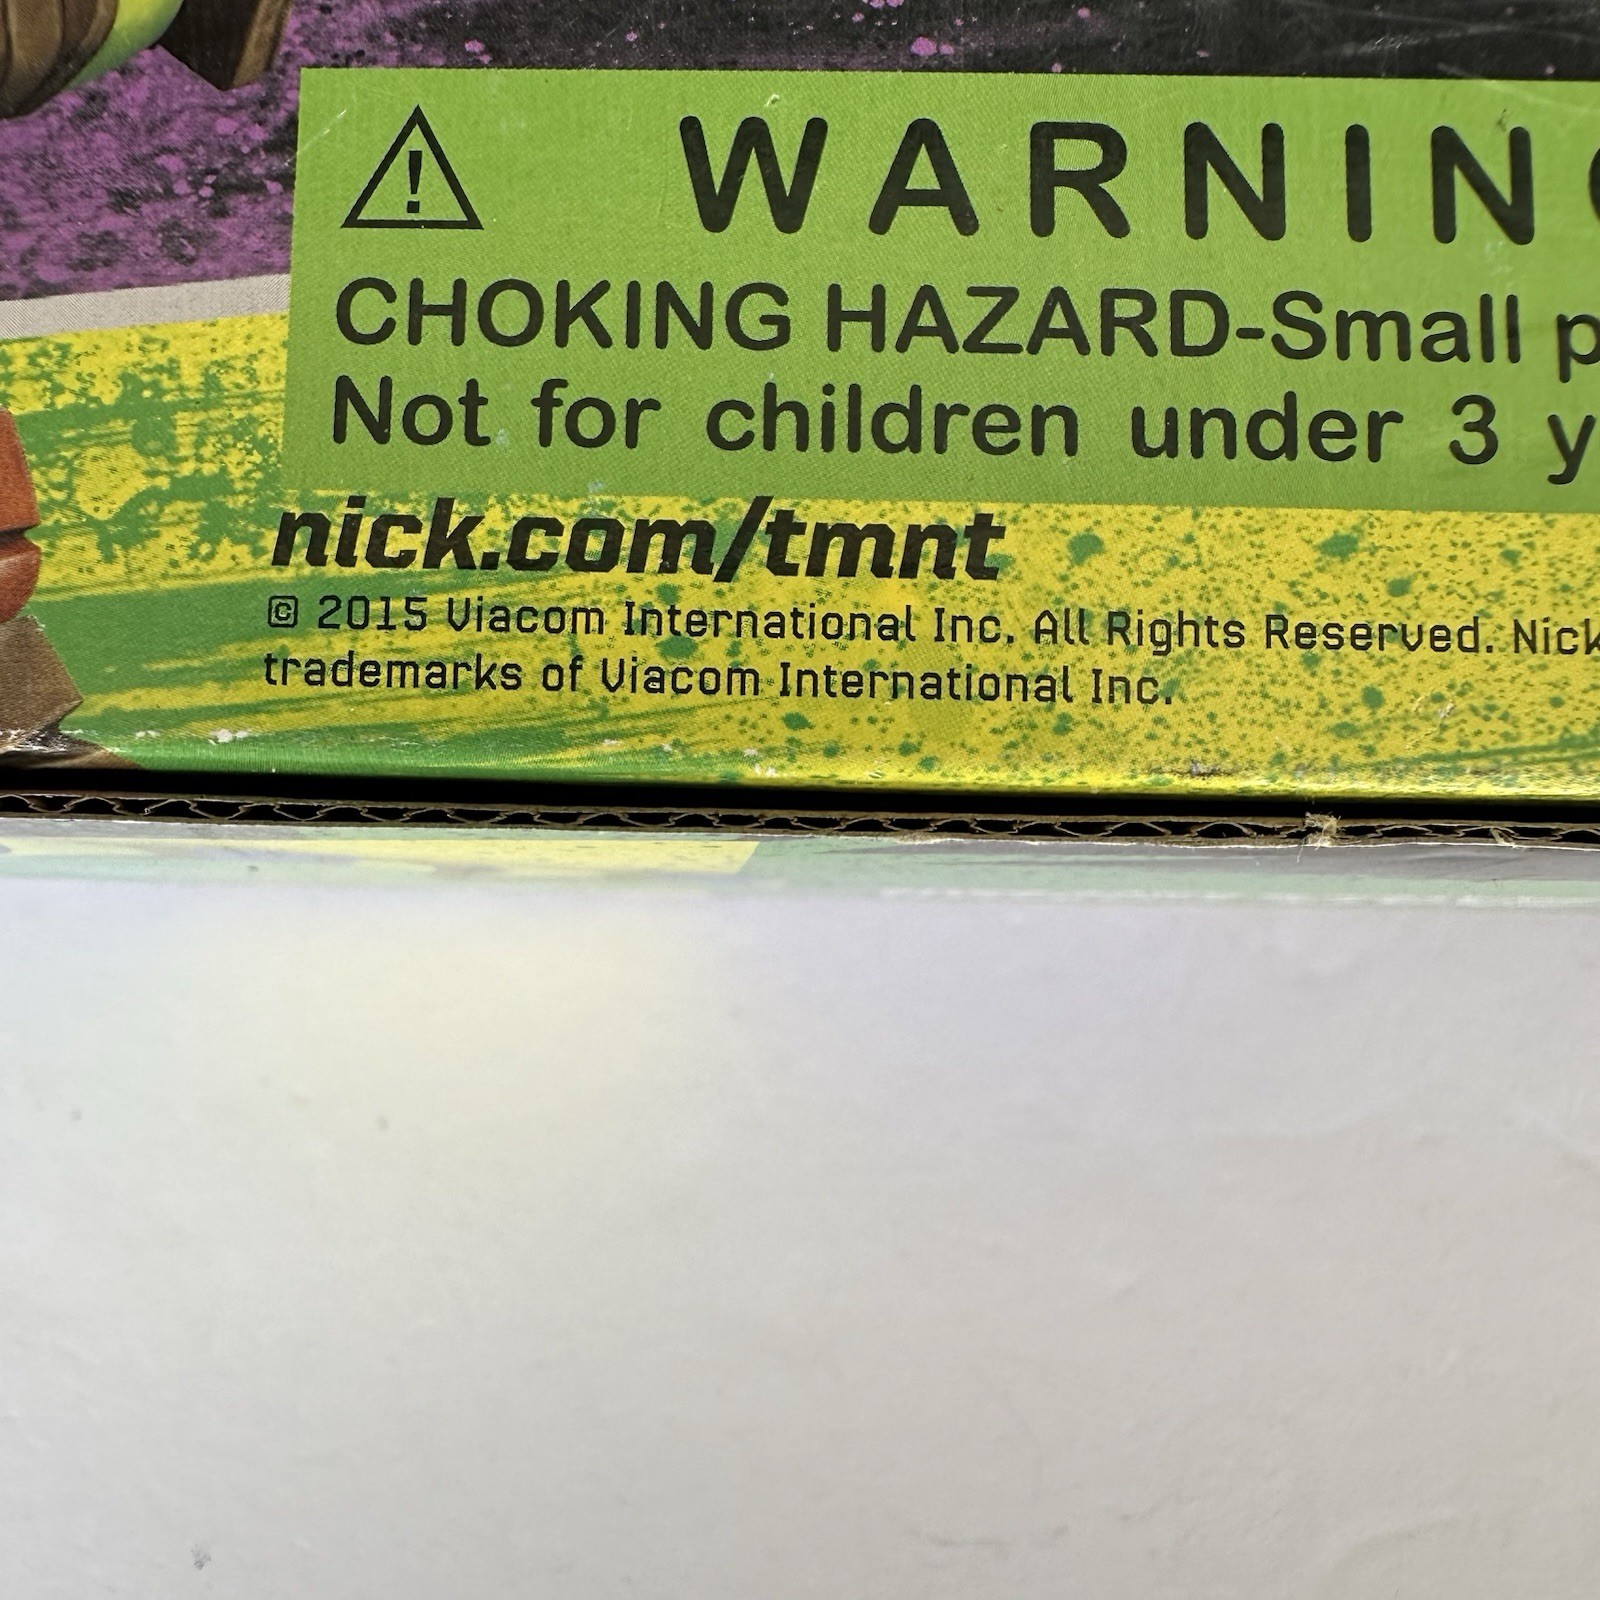 WARNIN
CHOKING HAZARD-Small p
Not for children under 3 y
nick.com/tmnt
© 2015 Viacom International Inc. All Rights Reserved. Nick
trademarks of Viacom International Inc.